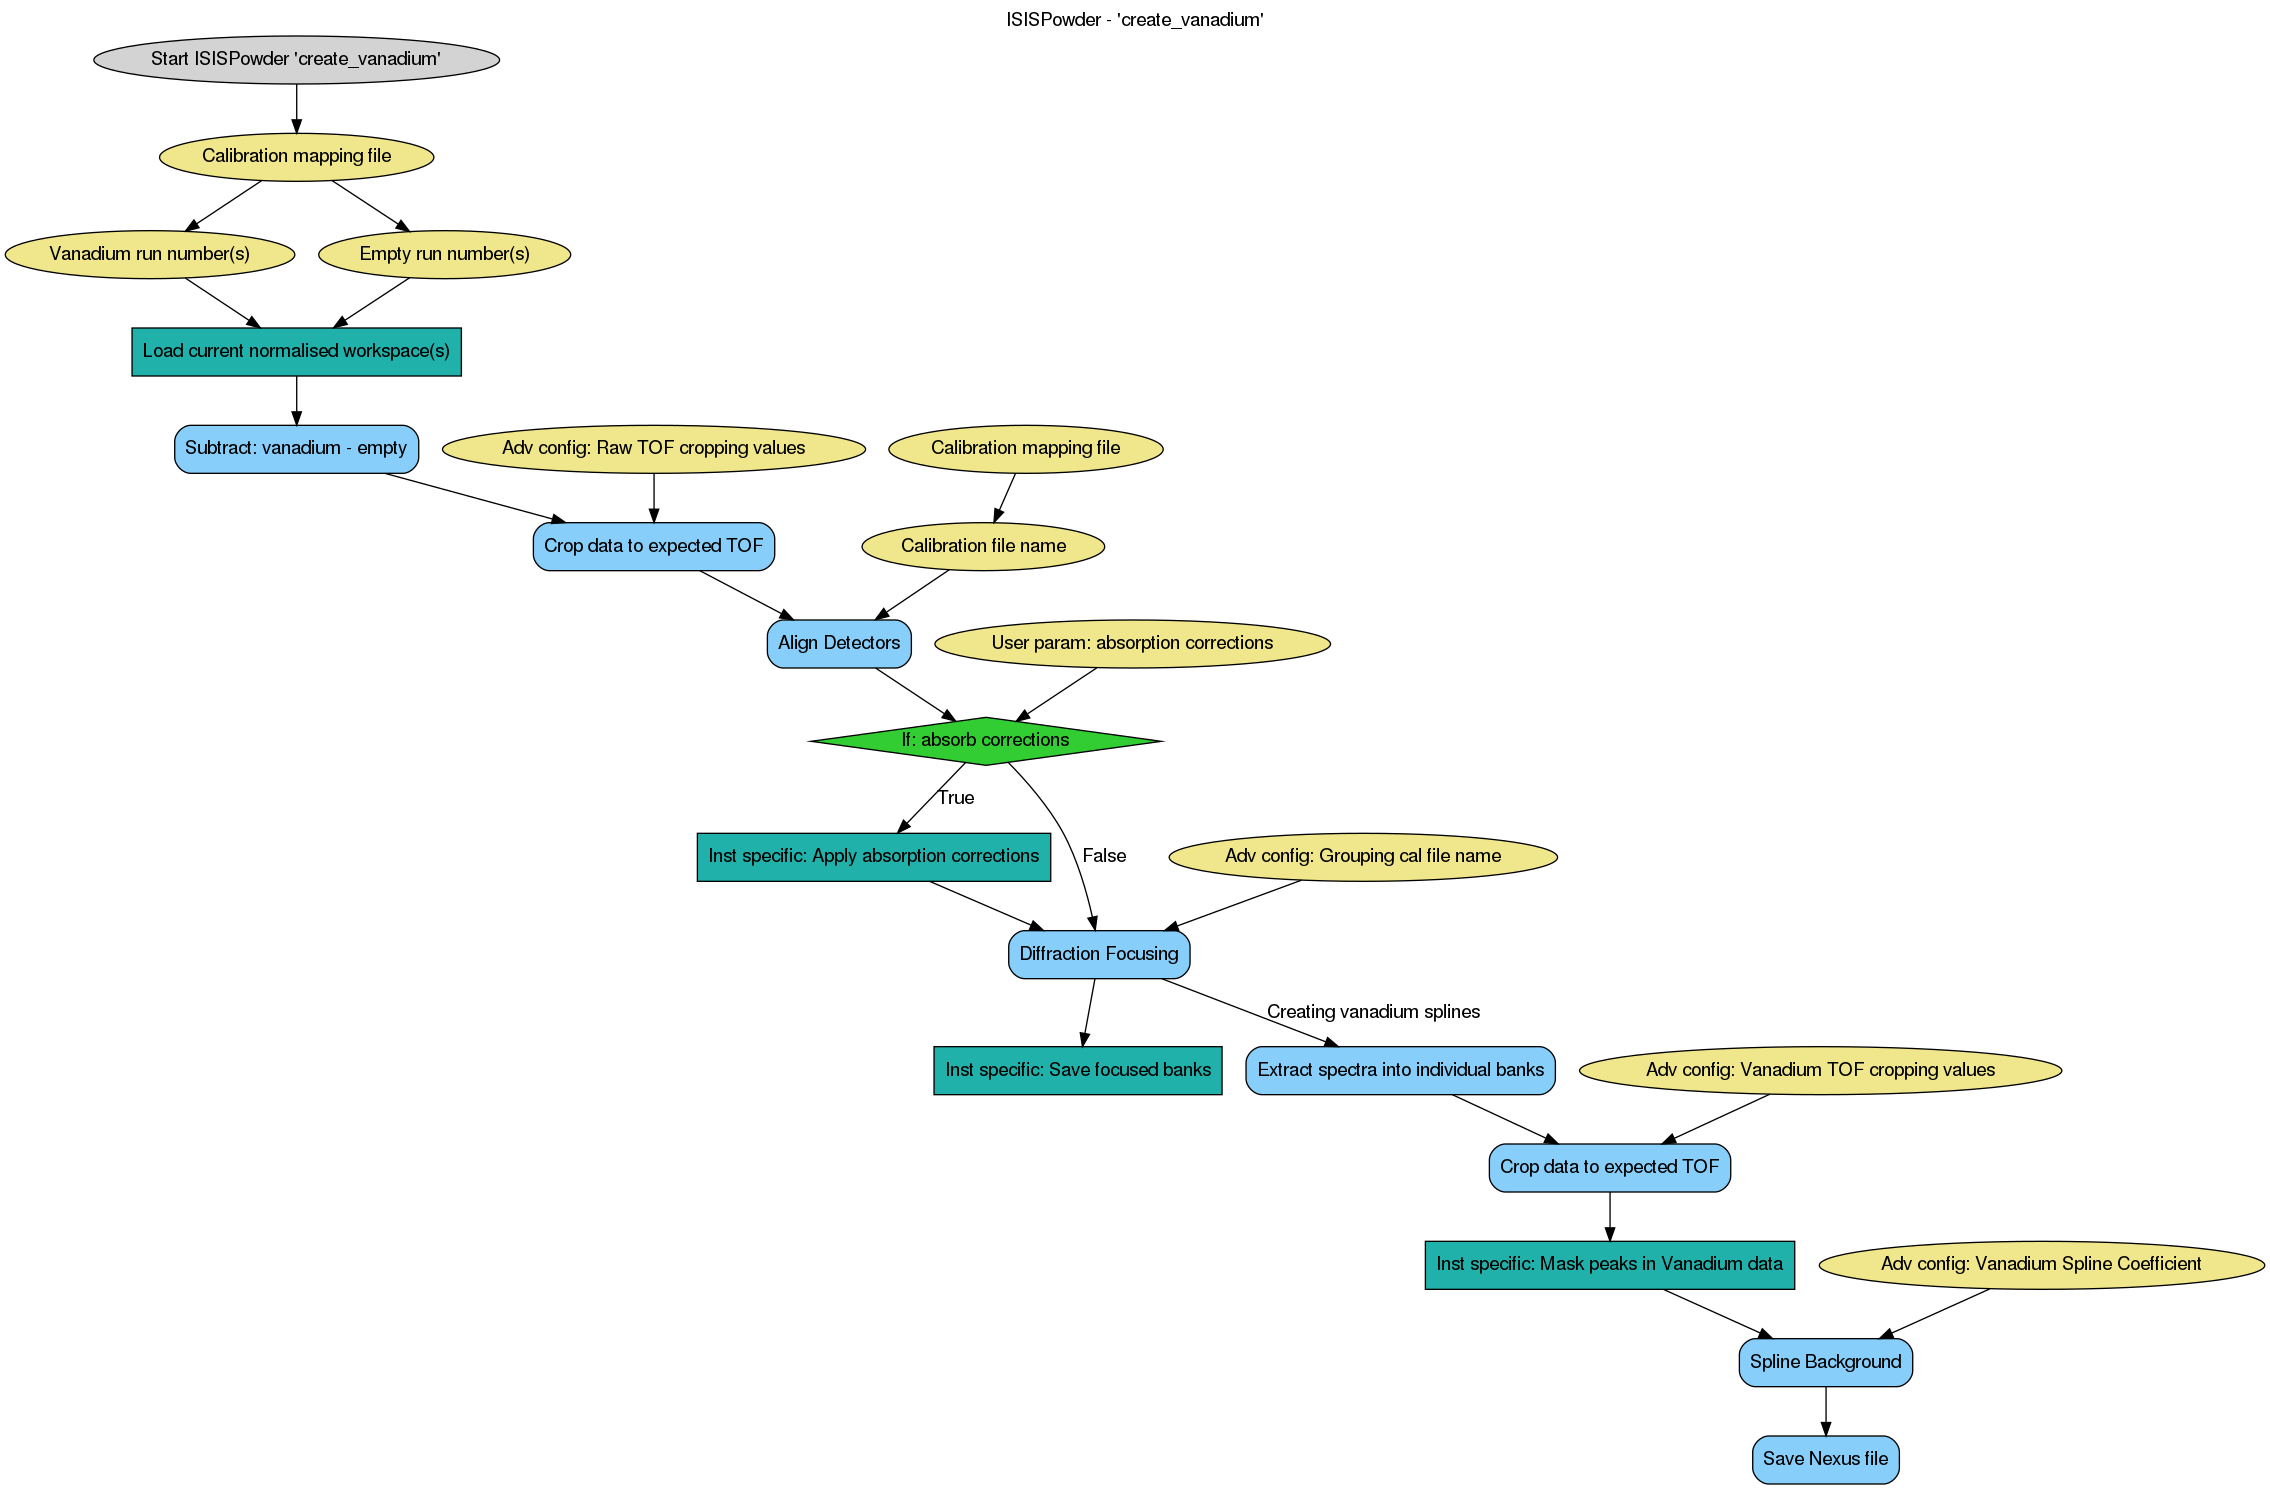 ISISPowder - 'create_vanadium'
Start ISISPowder 'create_vanadium'
Calibration mapping file
Vanadium run number(s)
Empty run number(s)
Load current normalised workspace(s)
Subtract: vanadium - empty
Adv config: Raw TOF cropping values
Calibration mapping file
Crop data to expected TOF
Calibration file name
Align Detectors
User param: absorption corrections
If: absorb corrections
True
Inst specific: Apply absorption corrections
False
Adv config: Grouping cal file name
Diffraction Focusing
Creating vanadium splines
Inst specific: Save focused banks
Extract spectra into individual banks
Adv config: Vanadium TOF cropping values
Crop data to expected TOF
Inst specific: Mask peaks in Vanadium data
Adv config: Vanadium Spline Coefficient
Spline Background
Save Nexus file